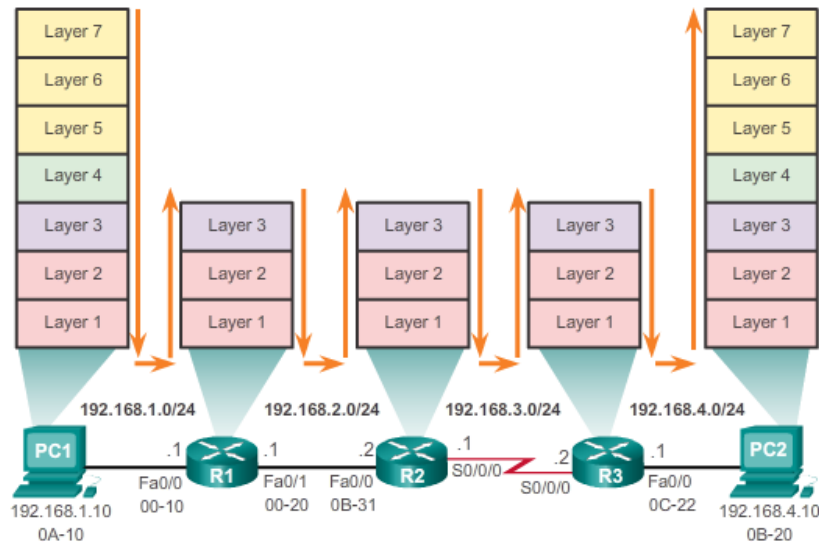 Layer 7
Layer 6
Layer 5
Layer 4
Layer 3
Layer 2
Layer 1
Layer 3
Layer 2
Layer 1
Layer 3
Layer 2
Layer 1
Layer 3
Layer 2
Layer 1
Layer 7
Layer 6
Layer 5
Layer 4
Layer 3
Layer 2
Layer 1
192.168.1.0/24
192.168.2.0/24
192.168.3.0/24
192.168.4.0/24
PC1
192.168.1.10
0A-10
.1
Fa0/0
00-10
R1
.1
Fa0/1
00-20
.2
Fa0/0
0B-31
R2
.1
S0/0/0
.2
S0/0/0
R3
.1
Fa0/0
0C-22
PC2
192.168.4.10
0B-20